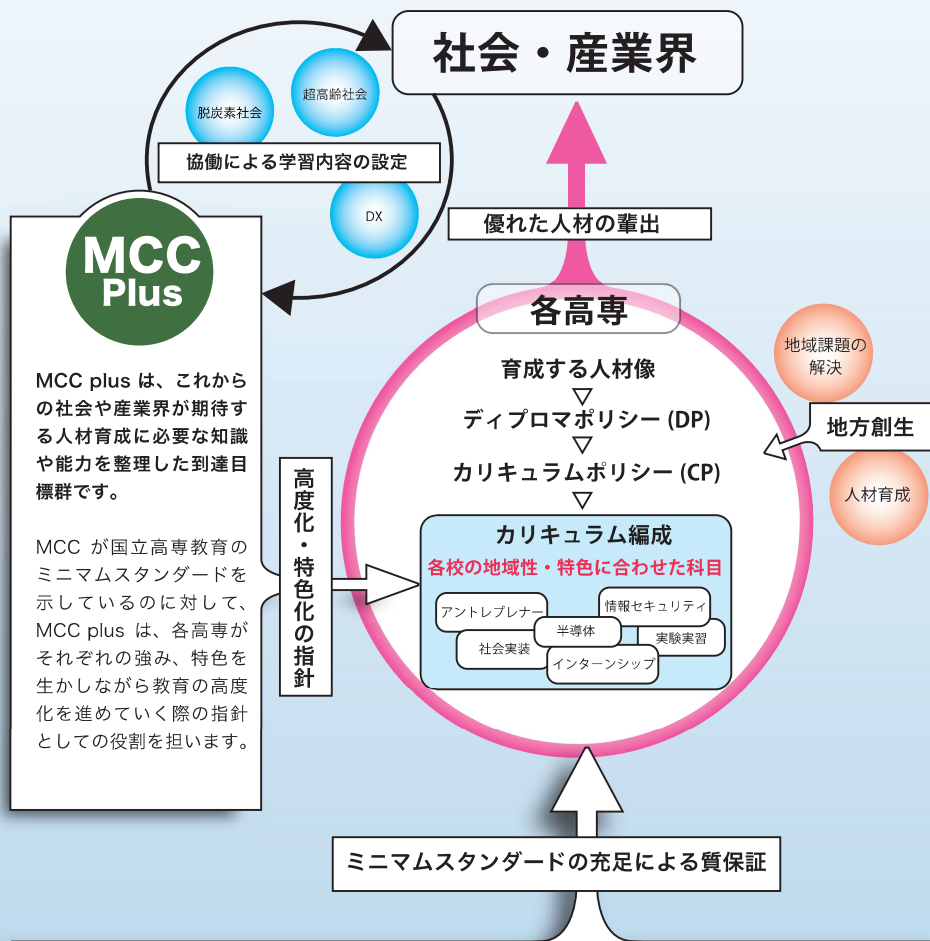 社会・産業界
脱炭素社会
超高齢社会
協働による学習内容の設定
DX
優れた人材の輩出
MCC
Plus
MCC plus は、これから
の社会や産業界が期待す
る人材育成に必要な知識
や能力を整理した到達目
標群です。
MCC が国立高専教育の
ミニマムスタンダードを
示しているのに対して、
MCC plus は、各高専が
それぞれの強み、特色を
生かしながら教育の高度
化を進めていく際の指針
としての役割を担います。
高度化・特色化の指針
各高専
育成する人材像
▽
ディプロマポリシー (DP)
▽
カリキュラムポリシー (CP)
▽
カリキュラム編成
各校の地域性・特色に合わせた科目
アントレプレナー
情報セキュリティ
半導体
社会実装
実験実習
インターンシップ
地域課題の
解決
地方創生
人材育成
ミニマムスタンダードの充足による質保証